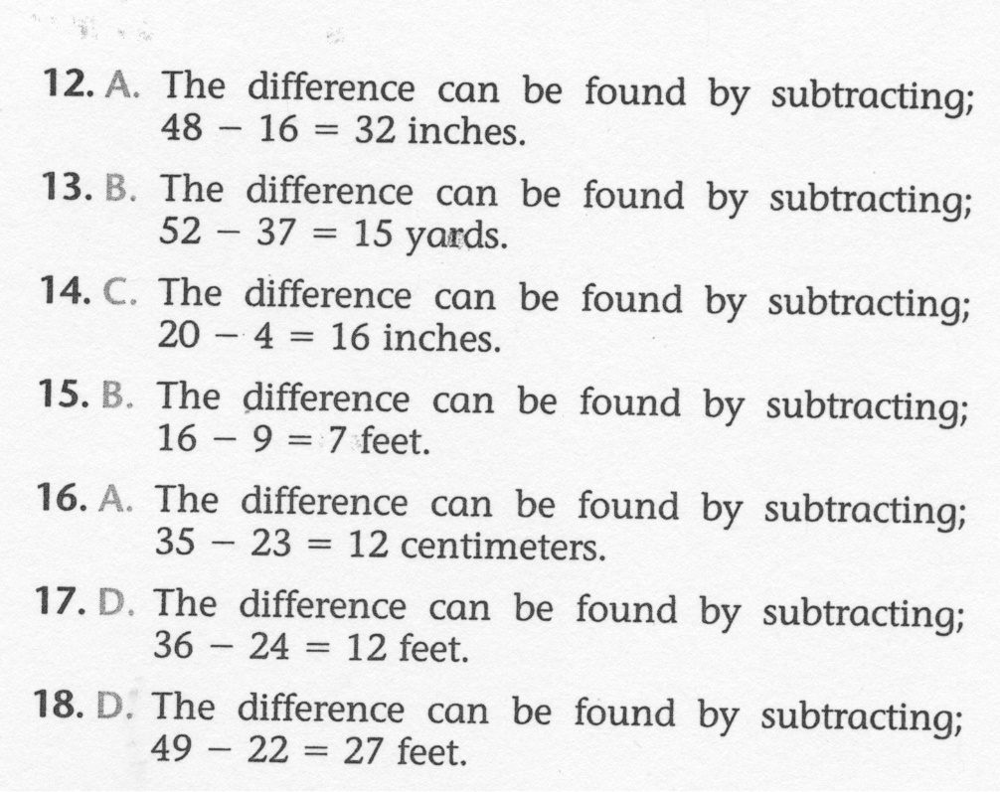 12. A. The difference can be found by subtracting;
48 − 16 = 32 inches.
13. B. The difference can be found by subtracting;
52 − 37 = 15 yards.
14. C. The difference can be found by subtracting;
20 − 4 = 16 inches.
15. B. The difference can be found by subtracting;
16 − 9 = 7 feet.
16. A. The difference can be found by subtracting;
35 − 23 = 12 centimeters.
17. D. The difference can be found by subtracting;
36 − 24 = 12 feet.
18. D. The difference can be found by subtracting;
49 − 22 = 27 feet.